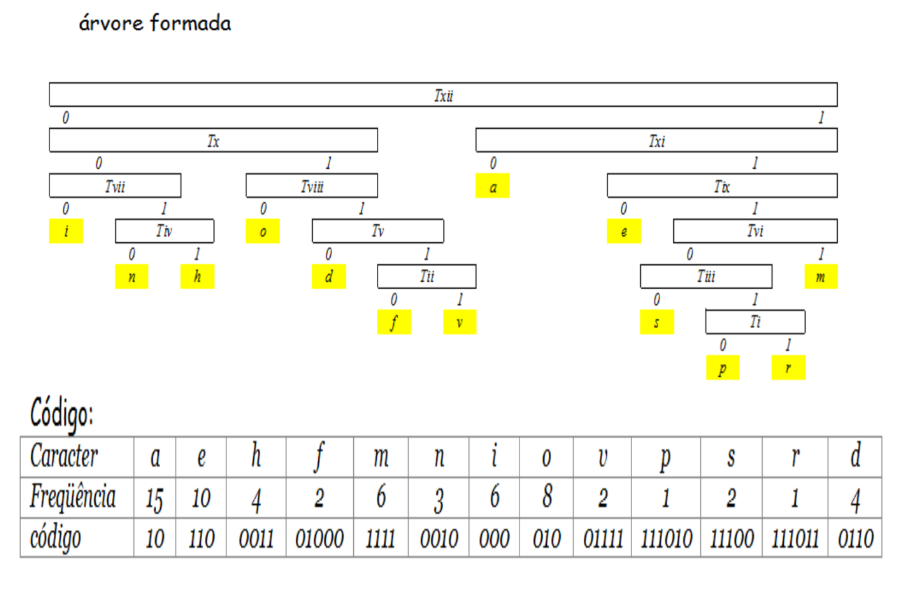 árvore formada
Txii
0 1
Tx Txi
0 1 0 1
Tvii Tviii a Tix
0 1 0 1 0 1
i Tiv o Tv e Tvi
0 1 0 1 0 1
n h d Tii Tiii m
0 1 0 1
f v s Ti
0 1
p r
Código:
Caracter a e h f m n i o v p s r d
Freqüência 15 10 4 2 6 3 6 8 2 1 2 1 4
código 10 110 0011 01000 1111 0010 000 010 01111 111010 11100 111011 0110